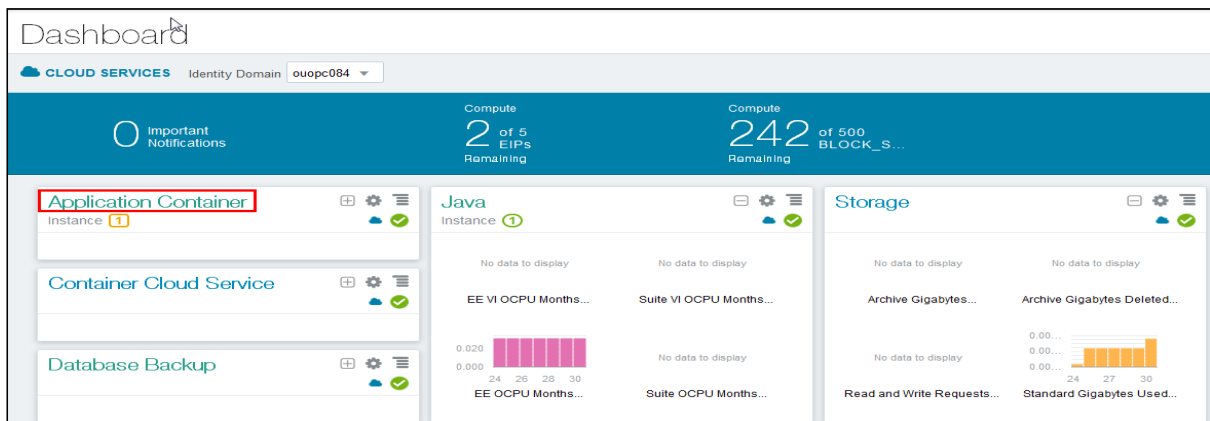 Dashboard
CLOUD SERVICES Identity Domain ouopc084
0 Important Notifications
Compute
2 of 5 EIPs
Remaining
Compute
242 of 500 BLOCK_S...
Remaining
Application Container
Instance 1
Container Cloud Service
Database Backup
Java
Instance 1
No data to display
No data to display
EE VI OCPU Months...
Suite VI OCPU Months...
0.020
0.000
24 26 28 30
EE OCPU Months...
No data to display
Suite OCPU Months...
Storage
No data to display
No data to display
Archive Gigabytes...
Archive Gigabytes Deleted...
No data to display
Read and Write Requests...
0.00...
0.00...
0.00...
24 27 30
Standard Gigabytes Used...